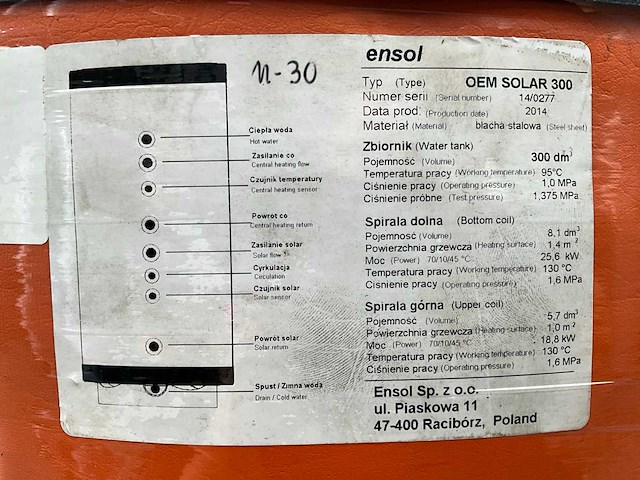 n-30
Ciepła woda
Hot water
Zasilanie co
Central heating flow
Czujnik temperatury
Central heating sensor
Powrot co
Central heating return
Zasilanie solar
Solar flow
Cyrkulacja
Ceculation
Czujnik solar
Solar sensor
Powrót solar
Solar return
Spust / Zimna woda
Drain / Cold water
ensol
Typ (Type) OEM SOLAR 300
Numer serii (Serial number) 14/0277
Data prod. (Production date) 2014
Materiał (Material) blacha stalowa (Steel sheet)
Zbiornik (Water tank)
Pojemność (Volume) 300 dm³
Temperatura pracy (Working temperature) 95°C
Ciśnienie pracy (Operating pressure) 1,0 MPa
Ciśnienie próbne (Test pressure) 1,375 MPa
Spirala dolna (Bottom coil)
Pojemność (Volume) 8,1 dm³
Powierzchnia grzewcza (Heating surface) 1,4 m²
Moc (Power) 70/10/45 °C 25,6 kW
Temperatura pracy (Working temperature) 130 °C
Ciśnienie pracy (Operating pressure) 1,6 MPa
Spirala górna (Upper coil)
Pojemność (Volume) 5,7 dm³
Powierzchnia grzewcza (Heating surface) 1,0 m²
Moc (Power) 70/10/45 °C 18,8 kW
Temperatura pracy (Working temperature) 130 °C
Ciśnienie pracy (Operating pressure) 1,6 MPa
Ensol Sp. z o.o.
ul. Piaskowa 11
47-400 Racibórz, Poland